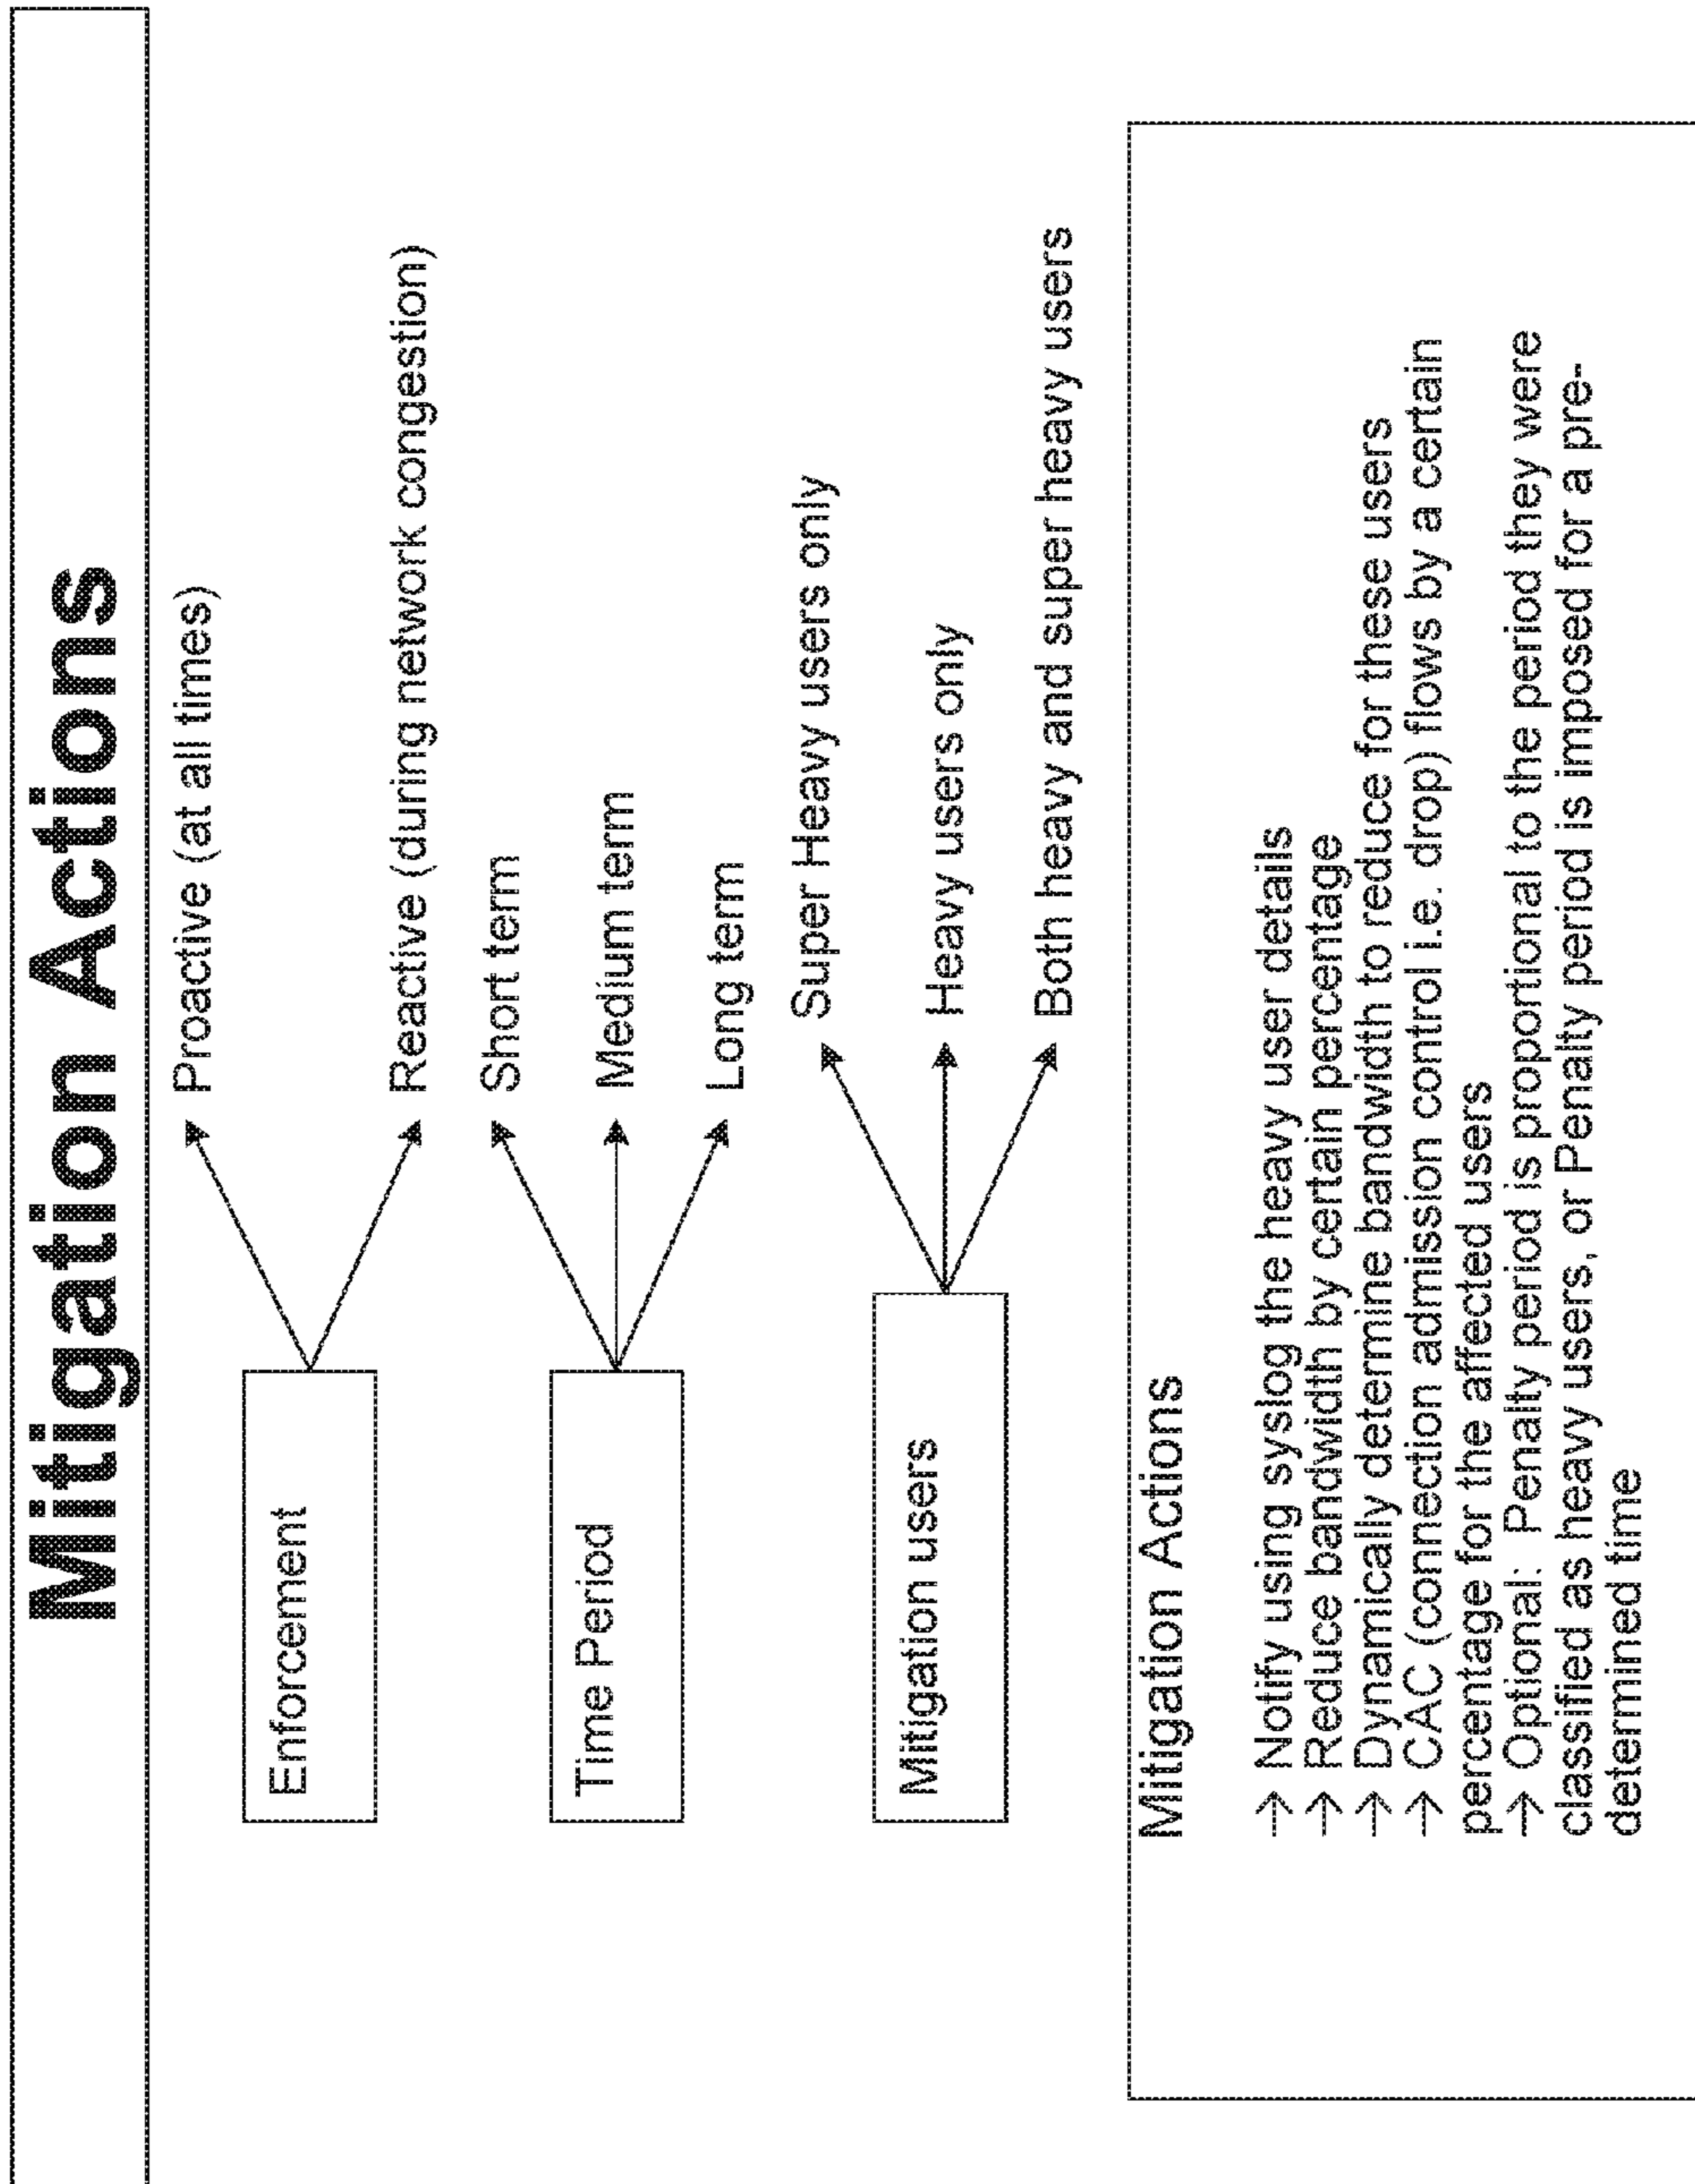 Mitigation Actions
Enforcement
Proactive (at all times)
Reactive (during network congestion)
Time Period
Short term
Medium term
Long term
Mitigation users
Super Heavy users only
Heavy users only
Both heavy and super heavy users
Mitigation Actions
→ Notify using syslog the heavy user details
→ Reduce bandwidth by certain percentage
→ Dynamically determine bandwidth to reduce for these users
→ CAC (connection admission control i.e. drop) flows by a certain
percentage for the affected users
→ Optional: Penalty period is proportional to the period they were
classified as heavy users, or Penalty period is imposed for a pre-
determined time